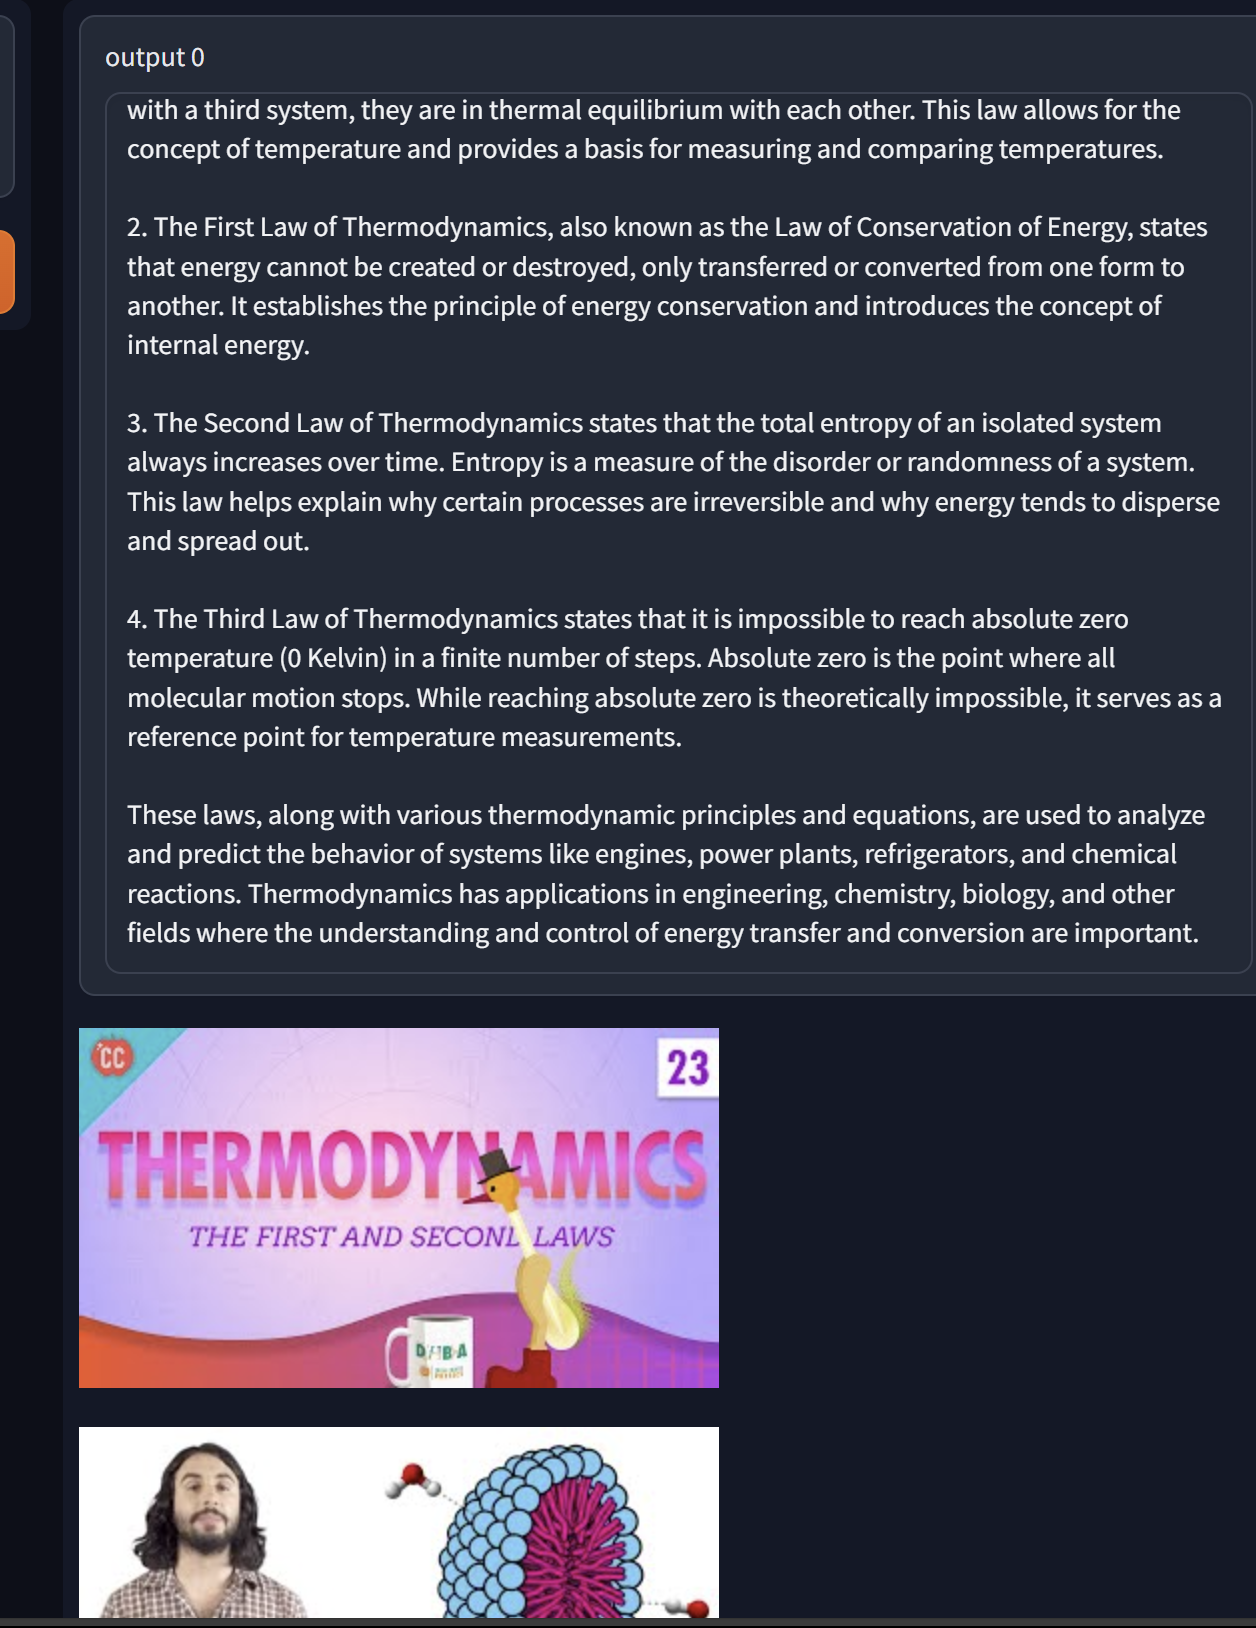 output 0
with a third system, they are in thermal equilibrium with each other. This law allows for the
concept of temperature and provides a basis for measuring and comparing temperatures.
2. The First Law of Thermodynamics, also known as the Law of Conservation of Energy, states
that energy cannot be created or destroyed, only transferred or converted from one form to
another. It establishes the principle of energy conservation and introduces the concept of
internal energy.
3. The Second Law of Thermodynamics states that the total entropy of an isolated system
always increases over time. Entropy is a measure of the disorder or randomness of a system.
This law helps explain why certain processes are irreversible and why energy tends to disperse
and spread out.
4. The Third Law of Thermodynamics states that it is impossible to reach absolute zero
temperature (0 Kelvin) in a finite number of steps. Absolute zero is the point where all
molecular motion stops. While reaching absolute zero is theoretically impossible, it serves as a
reference point for temperature measurements.
These laws, along with various thermodynamic principles and equations, are used to analyze
and predict the behavior of systems like engines, power plants, refrigerators, and chemical
reactions. Thermodynamics has applications in engineering, chemistry, biology, and other
fields where the understanding and control of energy transfer and conversion are important.
CC
23
THERMODYNAMICS
THE FIRST AND SECOND LAWS